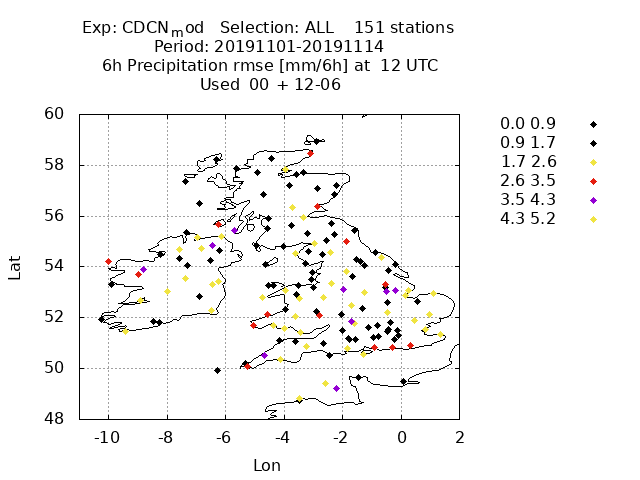 Exp: CDCNmod Selection: ALL 151 stations
Period: 20191101-20191114
6h Precipitation rmse [mm/6h] at 12 UTC
Used 00 + 12-06
60
58
56
54
52
50
48
Lat
-10 -8 -6 -4 -2 0 2
Lon
0.0 0.9
0.9 1.7
1.7 2.6
2.6 3.5
3.5 4.3
4.3 5.2